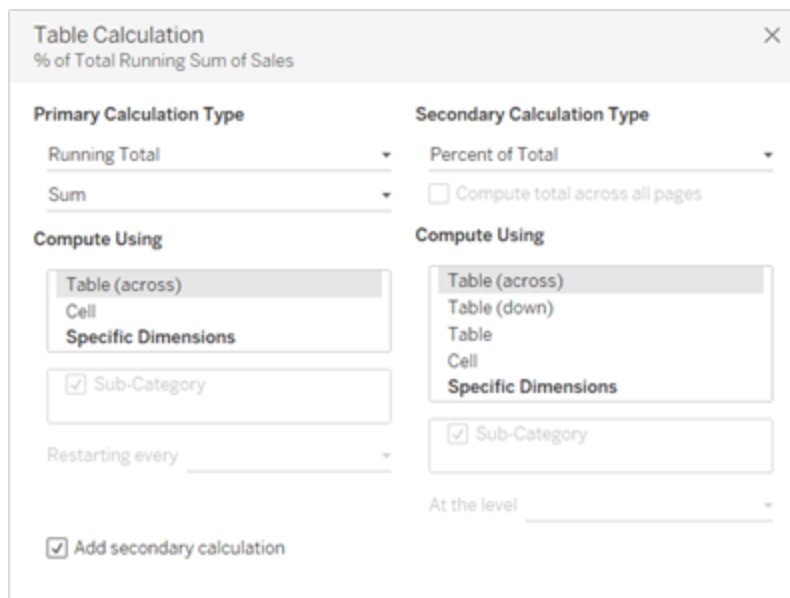 Table Calculation
% of Total Running Sum of Sales
Primary Calculation Type
Running Total
Sum
Compute Using
Table (across)
Cell
Specific Dimensions
Sub-Category
Restarting every
Add secondary calculation
Secondary Calculation Type
Percent of Total
Compute total across all pages
Compute Using
Table (across)
Table (down)
Table
Cell
Specific Dimensions
Sub-Category
At the level